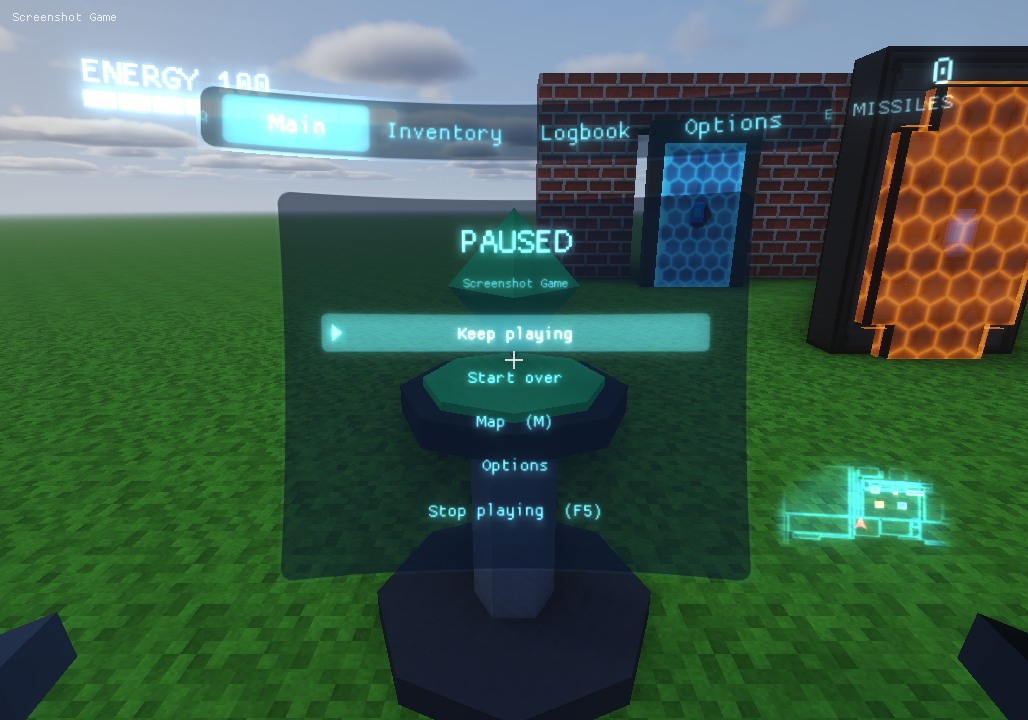 Screenshot Game
ENERGY 100
0
MISSILES
Main
Inventory
Logbook
Options
E
PAUSED
Screenshot Game
Keep playing
Start over
Map (M)
Options
Stop playing (F5)